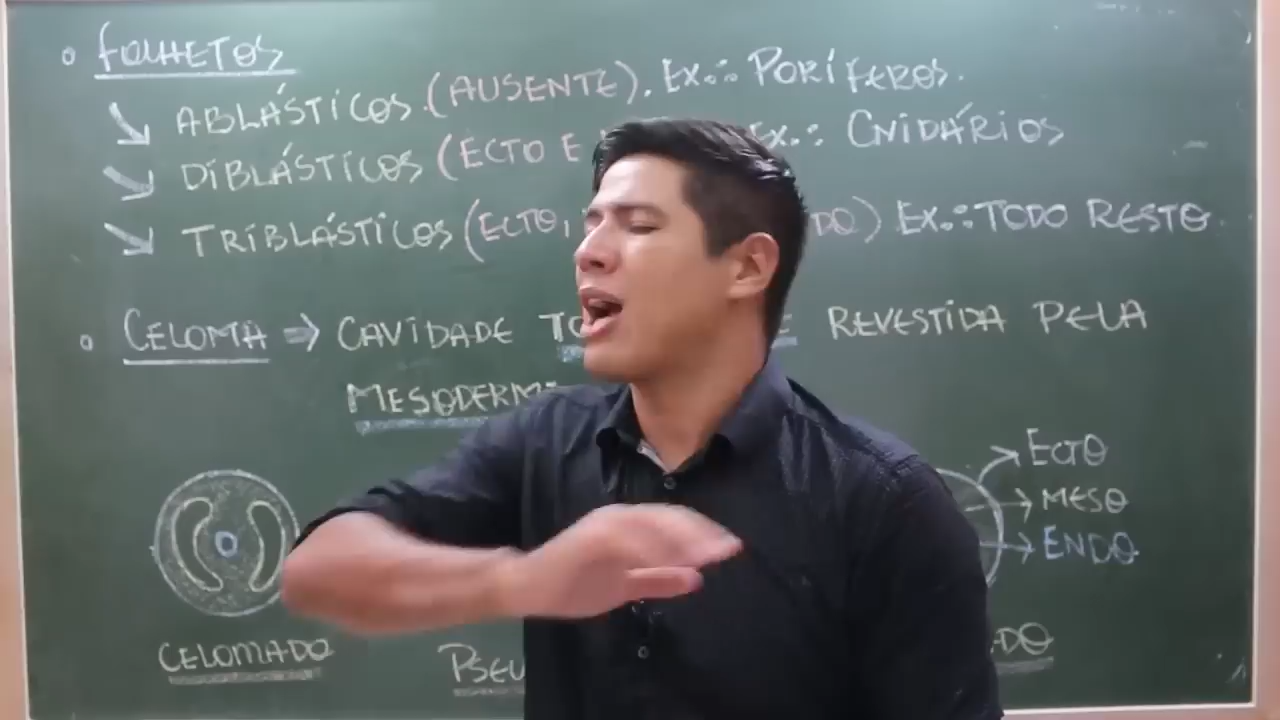 • FOLHETOS
↘ ABLÁSTICOS (AUSENTE). EX.: PORÍFEROS.
↘ DIBLÁSTICOS (ECTO E EX.: CNIDÁRIOS
↘ TRIBLÁSTICOS (ECTO, DO) EX.: TODO RESTO
• CELOMA ⇒ CAVIDADE TO E REVESTIDA PELA
MESODERM
ECTO
MESO
ENDO
CELOMADO PSEU DO